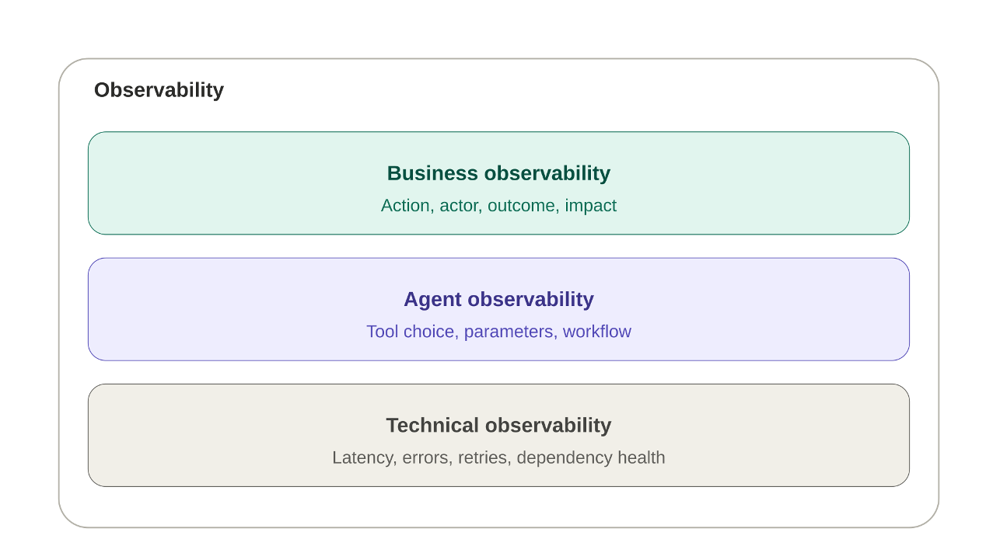 Observability
Business observability
Action, actor, outcome, impact
Agent observability
Tool choice, parameters, workflow
Technical observability
Latency, errors, retries, dependency health